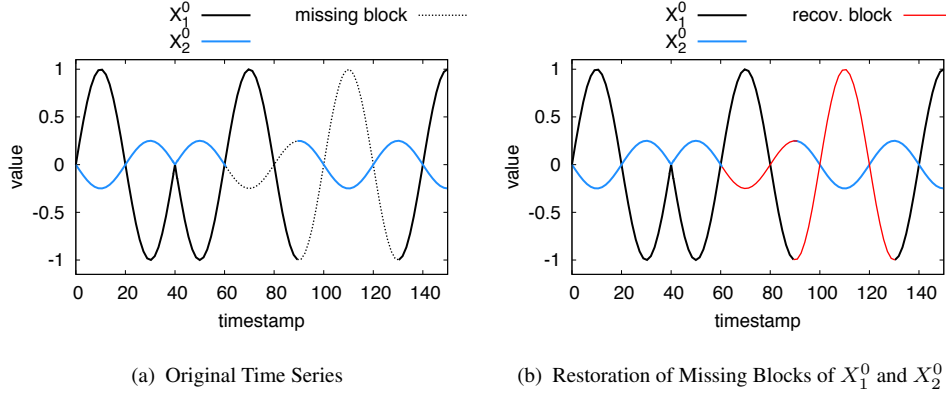 X₁⁰ missing block
X₂⁰
1
0.5
0
-0.5
-1
value
0 20 40 60 80 100 120 140
timestamp
(a) Original Time Series
X₁⁰ recov. block
X₂⁰
1
0.5
0
-0.5
-1
value
0 20 40 60 80 100 120 140
timestamp
(b) Restoration of Missing Blocks of X₁⁰ and X₂⁰